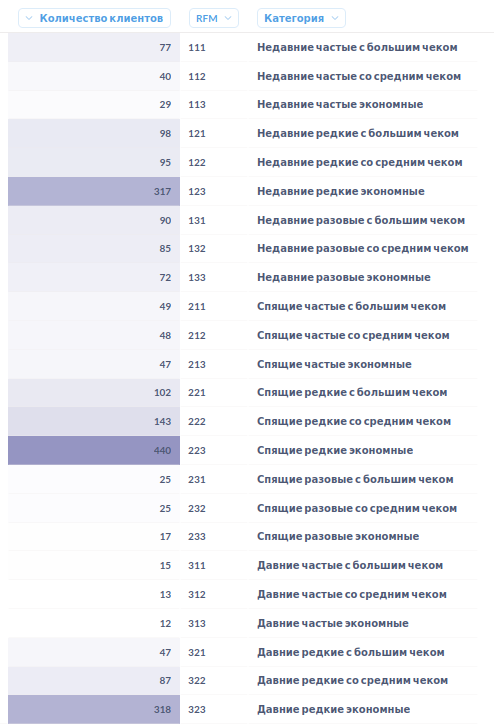 Количество клиентов RFM Категория
77 111 Недавние частые с большим чеком
40 112 Недавние частые со средним чеком
29 113 Недавние частые экономные
98 121 Недавние редкие с большим чеком
95 122 Недавние редкие со средним чеком
317 123 Недавние редкие экономные
90 131 Недавние разовые с большим чеком
85 132 Недавние разовые со средним чеком
72 133 Недавние разовые экономные
49 211 Спящие частые с большим чеком
48 212 Спящие частые со средним чеком
47 213 Спящие частые экономные
102 221 Спящие редкие с большим чеком
143 222 Спящие редкие со средним чеком
440 223 Спящие редкие экономные
25 231 Спящие разовые с большим чеком
25 232 Спящие разовые со средним чеком
17 233 Спящие разовые экономные
15 311 Давние частые с большим чеком
13 312 Давние частые со средним чеком
12 313 Давние частые экономные
47 321 Давние редкие с большим чеком
87 322 Давние редкие со средним чеком
318 323 Давние редкие экономные